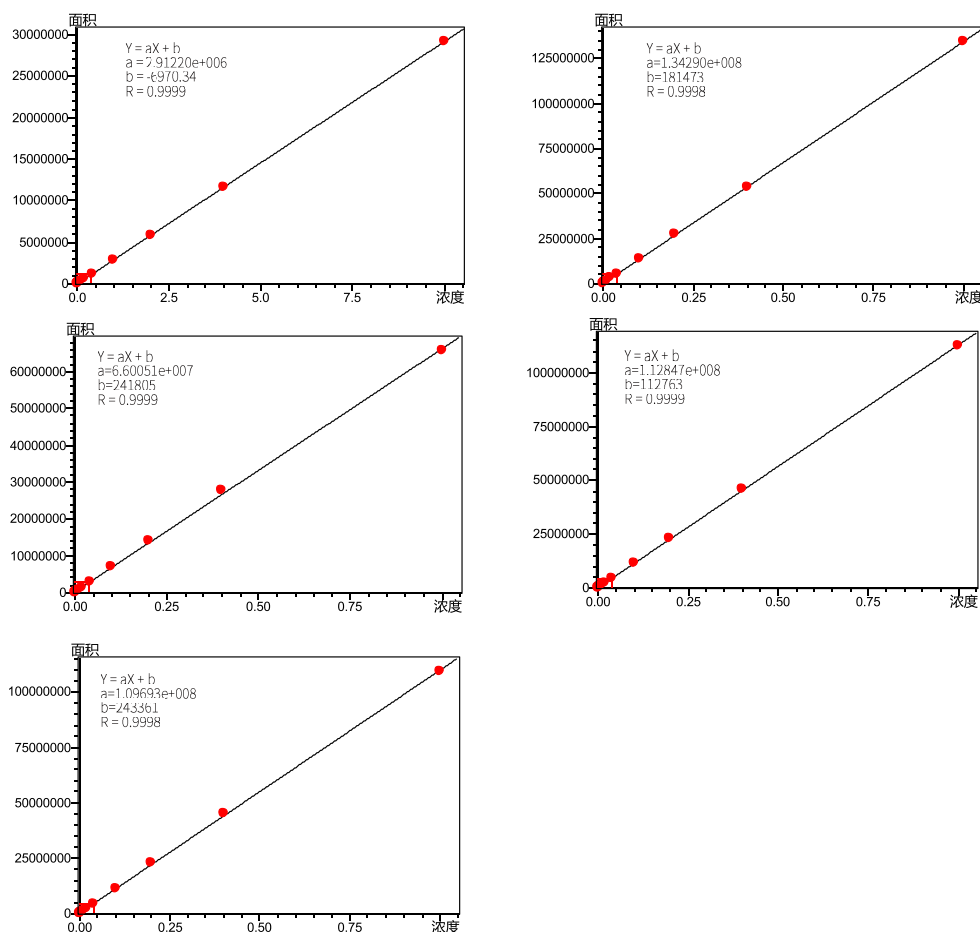 面积
30000000
25000000
20000000
15000000
10000000
5000000
0
Y = aX + b
a = 2.91220e+006
b = -6970.34
R = 0.9999
0.0 2.5 5.0 7.5 浓度
面积
125000000
100000000
75000000
50000000
25000000
0
Y = aX + b
a=1.34290e+008
b=181473
R = 0.9998
0.00 0.25 0.50 0.75 浓度
面积
60000000
50000000
40000000
30000000
20000000
10000000
0
Y = aX + b
a=6.60051e+007
b=241805
R = 0.9999
0.00 0.25 0.50 0.75 浓度
面积
100000000
75000000
50000000
25000000
0
Y = aX + b
a=1.12847e+008
b=112763
R = 0.9999
0.00 0.25 0.50 0.75 浓度
面积
100000000
75000000
50000000
25000000
0
Y = aX + b
a=1.09693e+008
b=243361
R = 0.9998
0.00 0.25 0.50 0.75 浓度